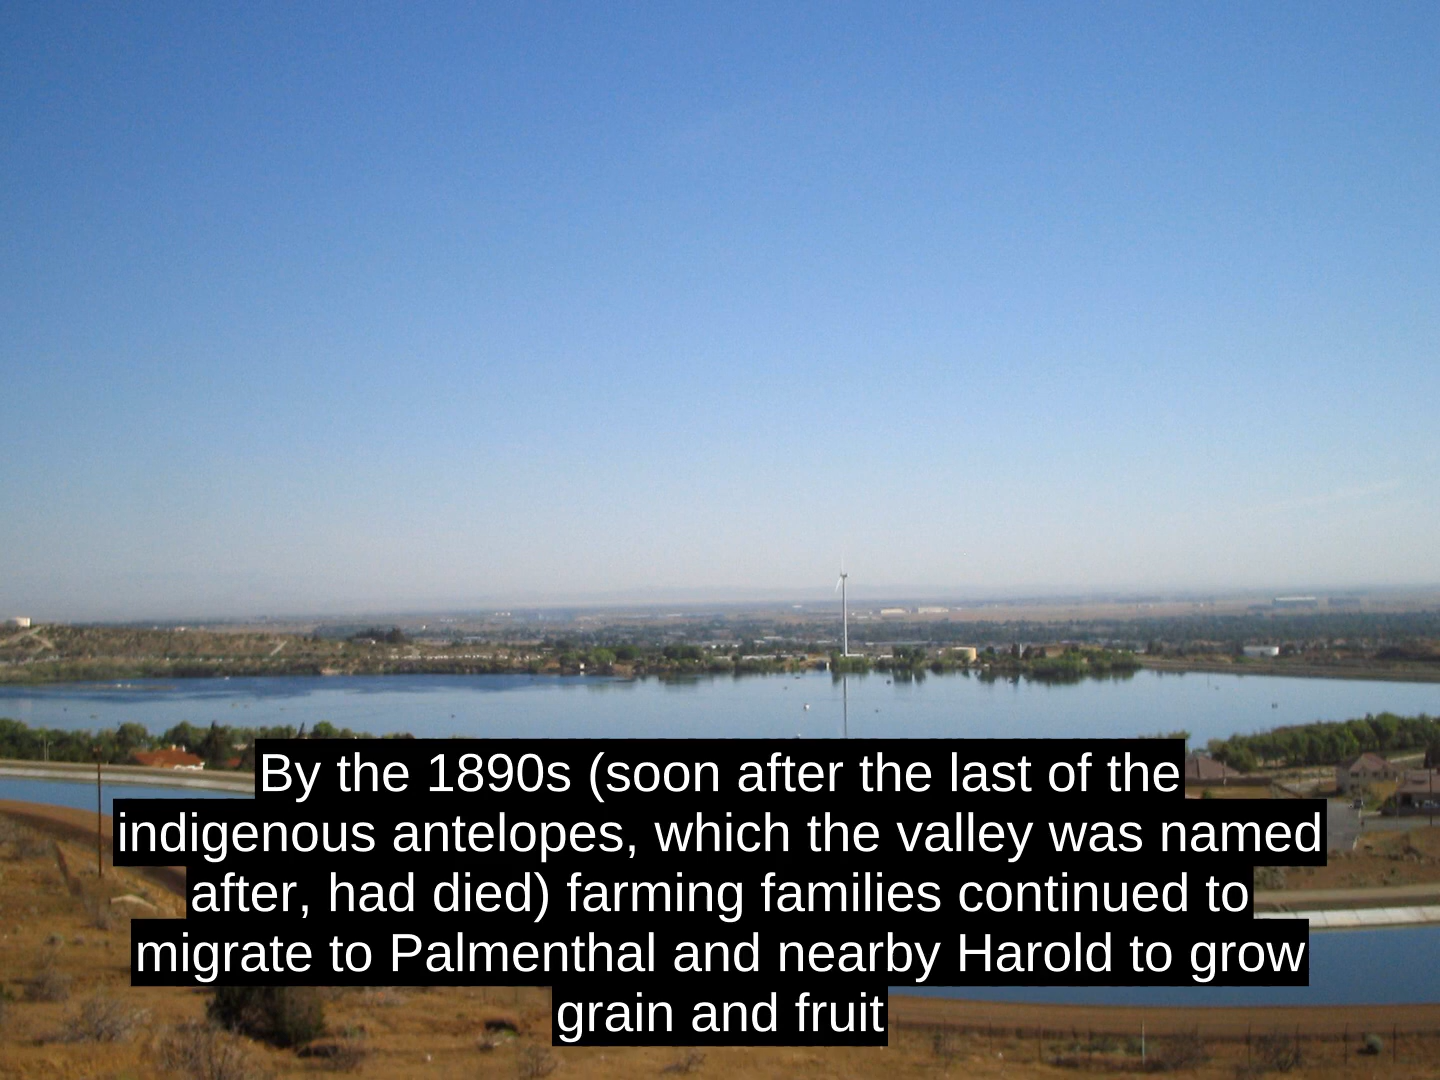 By the 1890s (soon after the last of the
indigenous antelopes, which the valley was named
after, had died) farming families continued to
migrate to Palmenthal and nearby Harold to grow
grain and fruit